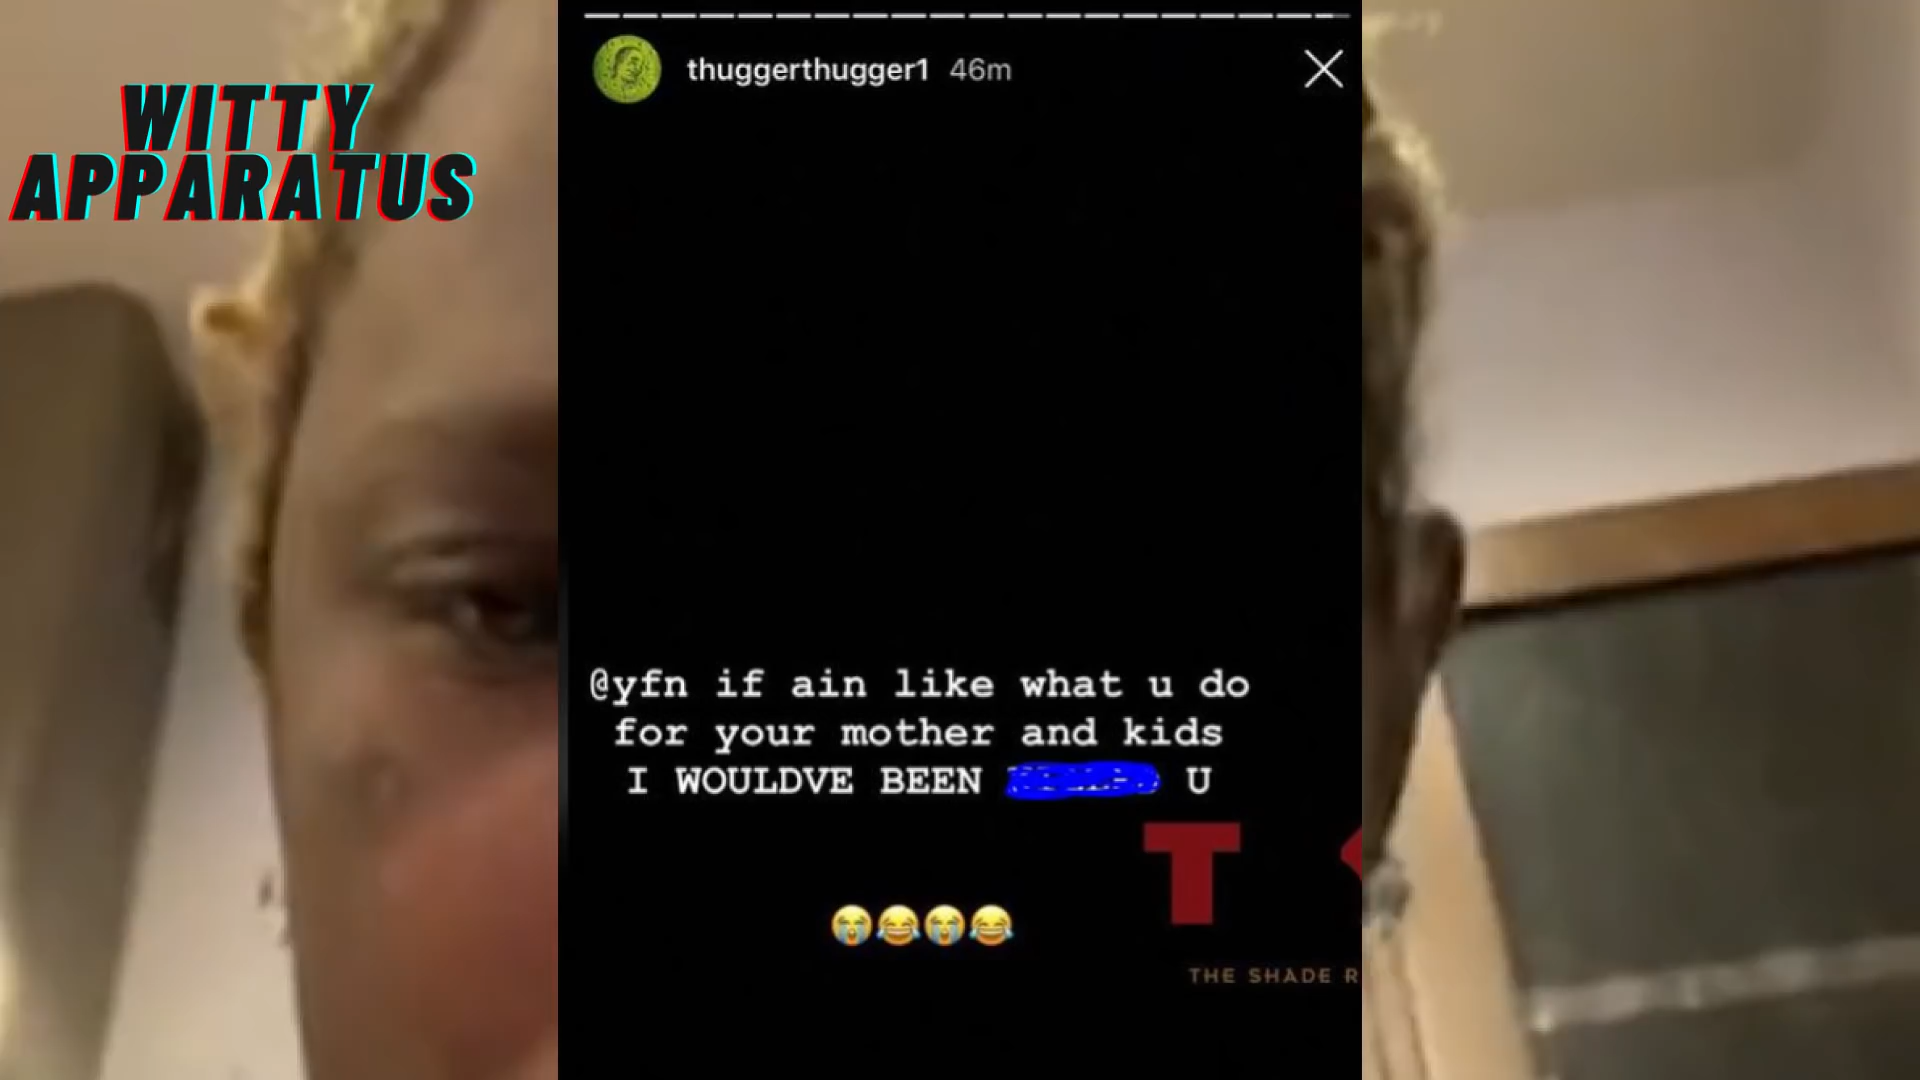 WITTY
APPARATUS
thuggerthugger1 46m
@yfn if ain like what u do
for your mother and kids
I WOULDVE BEEN U
T
THE SHADE R